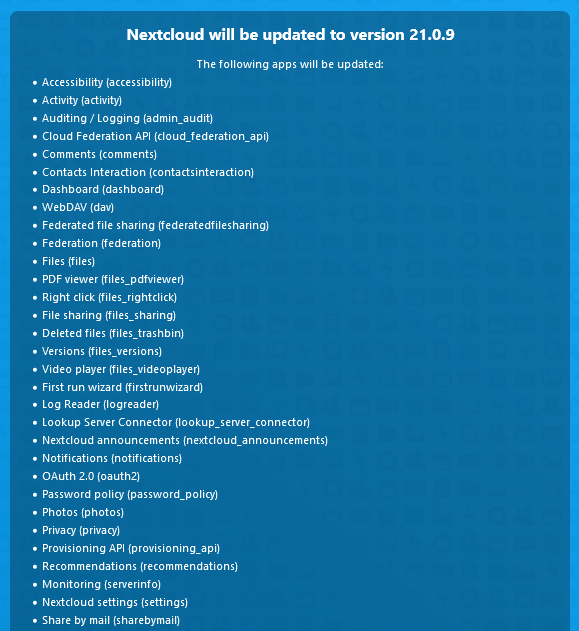 Nextcloud will be updated to version 21.0.9
The following apps will be updated:
• Accessibility (accessibility)
• Activity (activity)
• Auditing / Logging (admin_audit)
• Cloud Federation API (cloud_federation_api)
• Comments (comments)
• Contacts Interaction (contactsinteraction)
• Dashboard (dashboard)
• WebDAV (dav)
• Federated file sharing (federatedfilesharing)
• Federation (federation)
• Files (files)
• PDF viewer (files_pdfviewer)
• Right click (files_rightclick)
• File sharing (files_sharing)
• Deleted files (files_trashbin)
• Versions (files_versions)
• Video player (files_videoplayer)
• First run wizard (firstrunwizard)
• Log Reader (logreader)
• Lookup Server Connector (lookup_server_connector)
• Nextcloud announcements (nextcloud_announcements)
• Notifications (notifications)
• OAuth 2.0 (oauth2)
• Password policy (password_policy)
• Photos (photos)
• Privacy (privacy)
• Provisioning API (provisioning_api)
• Recommendations (recommendations)
• Monitoring (serverinfo)
• Nextcloud settings (settings)
• Share by mail (sharebymail)